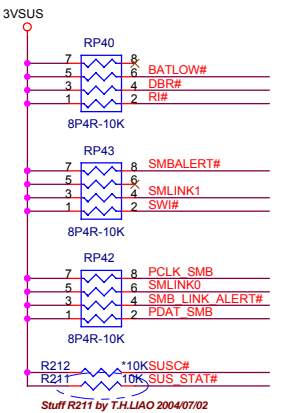 3VSUS
RP40
7 8
5 6 BATLOW#
3 4 DBR#
1 2 RI#
8P4R-10K
RP43
7 8 SMBALERT#
5 6
3 4 SMLINK1
1 2 SWI#
8P4R-10K
RP42
7 8 PCLK_SMB
5 6 SMLINK0
3 4 SMB_LINK_ALERT#
1 2 PDAT_SMB
8P4R-10K
R212 *10K SUSC#
R211 10K SUS_STAT#
Stuff R211 by T.H.LIAO 2004/07/02